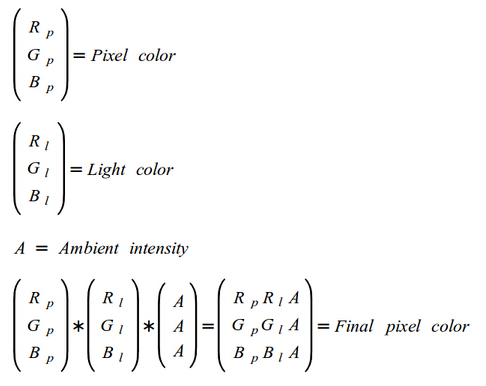 R p
G p = Pixel color
B p
R l
G l = Light color
B l
A = Ambient intensity
R p R l A R p R l A
G p * G l * A = G p G l A = Final pixel color
B p B l A B p B l A